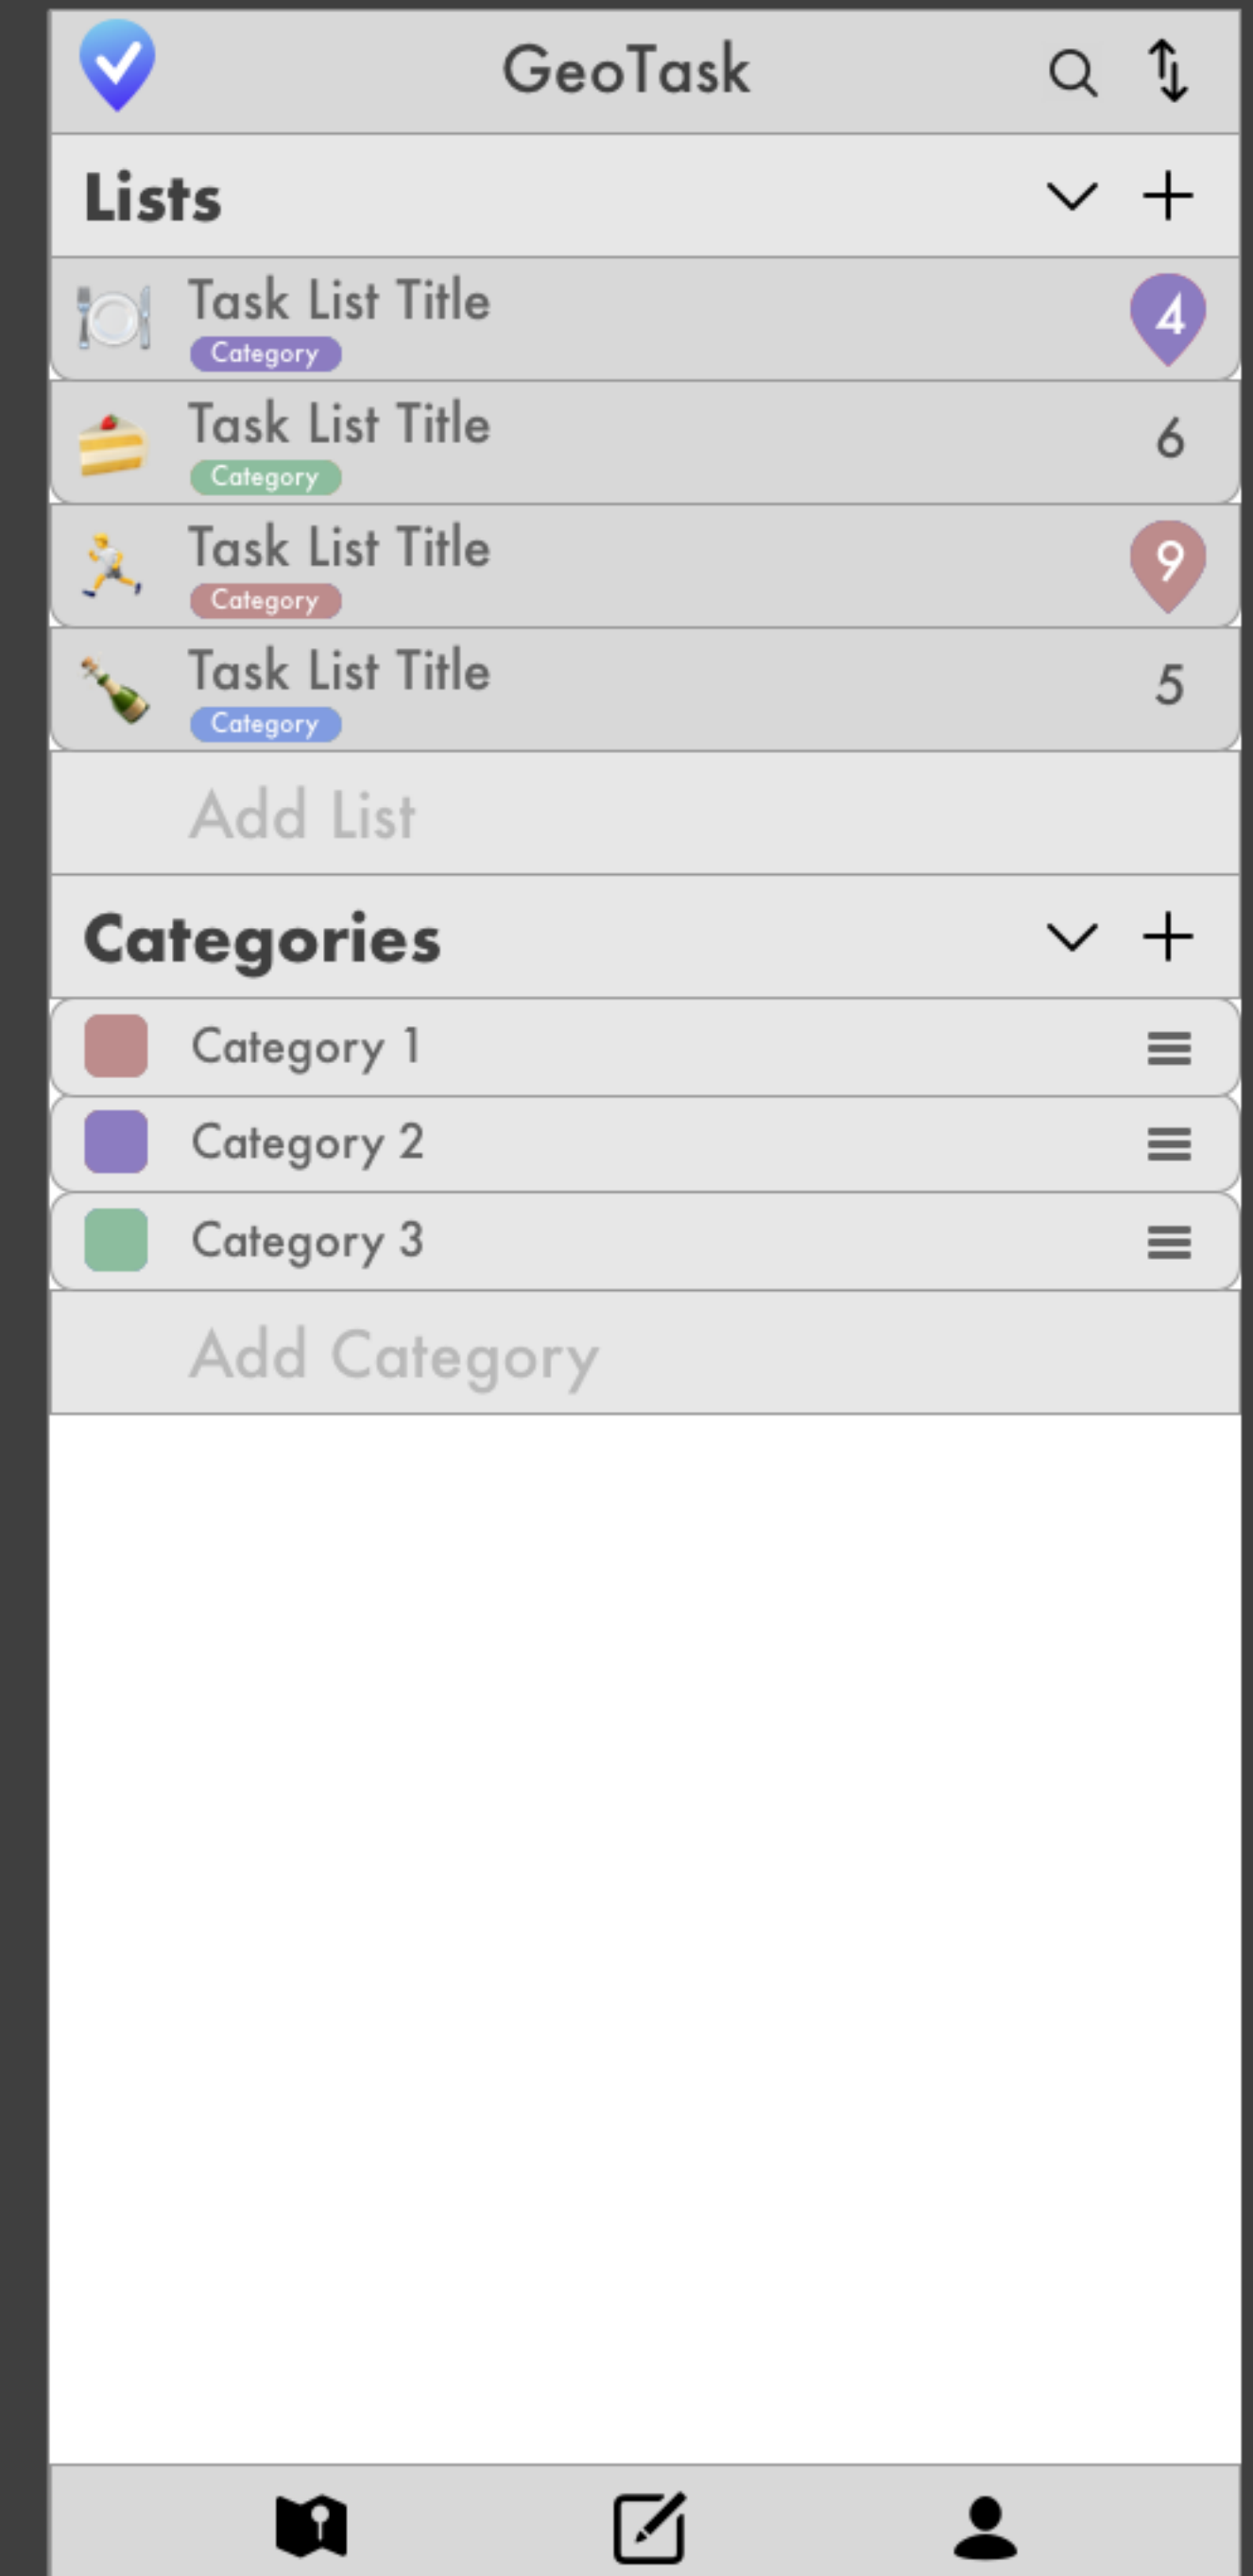 GeoTask
Lists
Task List Title
Category
4
Task List Title
Category
6
Task List Title
Category
9
Task List Title
Category
5
Add List
Categories
Category 1
Category 2
Category 3
Add Category